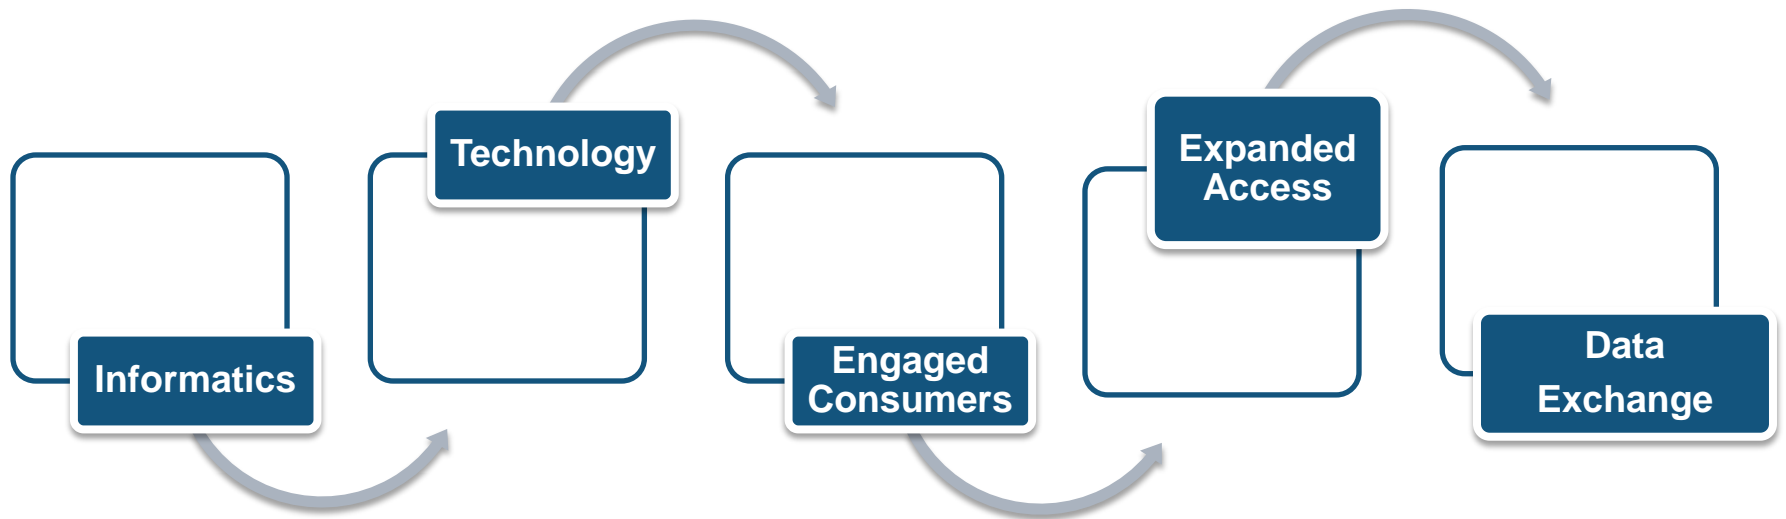 Informatics
Technology
Engaged
Consumers
Expanded
Access
Data
Exchange